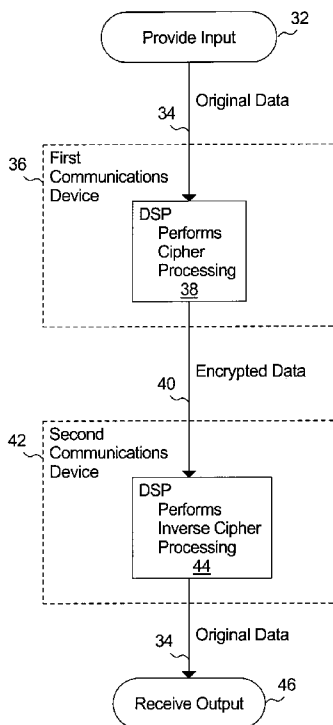 Provide Input
32
34
Original Data
36
First
Communications
Device
DSP
Performs
Cipher
Processing
38
40
Encrypted Data
42
Second
Communications
Device
DSP
Performs
Inverse Cipher
Processing
44
34
Original Data
Receive Output
46